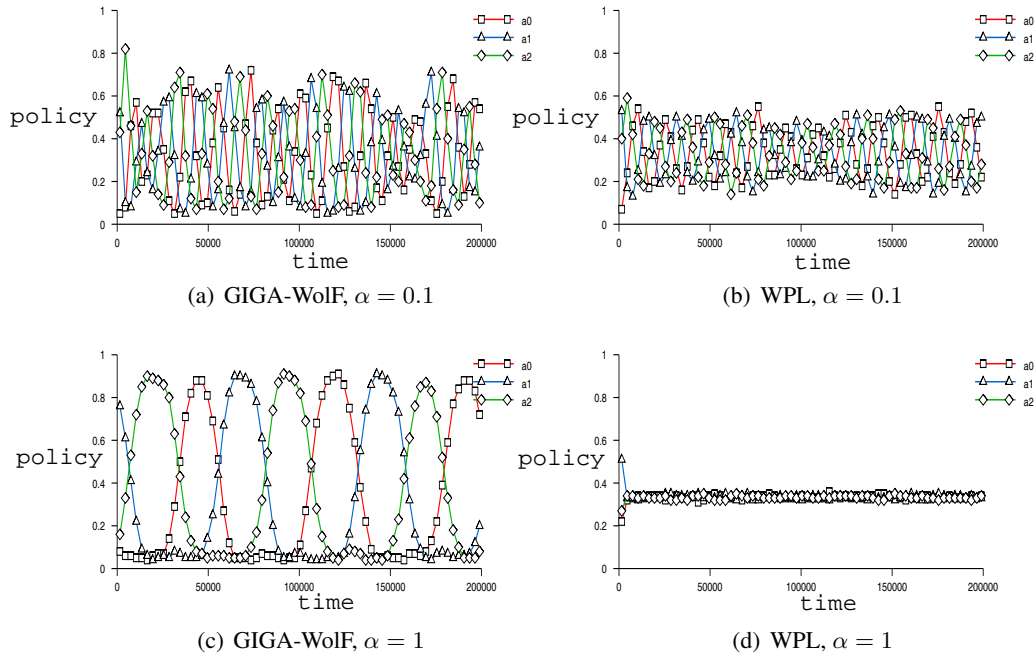 1
0.8
0.6
0.4
0.2
0
policy
0 50000 100000 150000 200000
time
a0
a1
a2
(a) GIGA-WolF, α = 0.1
1
0.8
0.6
0.4
0.2
0
policy
0 50000 100000 150000 200000
time
a0
a1
a2
(b) WPL, α = 0.1
1
0.8
0.6
0.4
0.2
0
policy
0 50000 100000 150000 200000
time
a0
a1
a2
(c) GIGA-WolF, α = 1
1
0.8
0.6
0.4
0.2
0
policy
0 50000 100000 150000 200000
time
a0
a1
a2
(d) WPL, α = 1